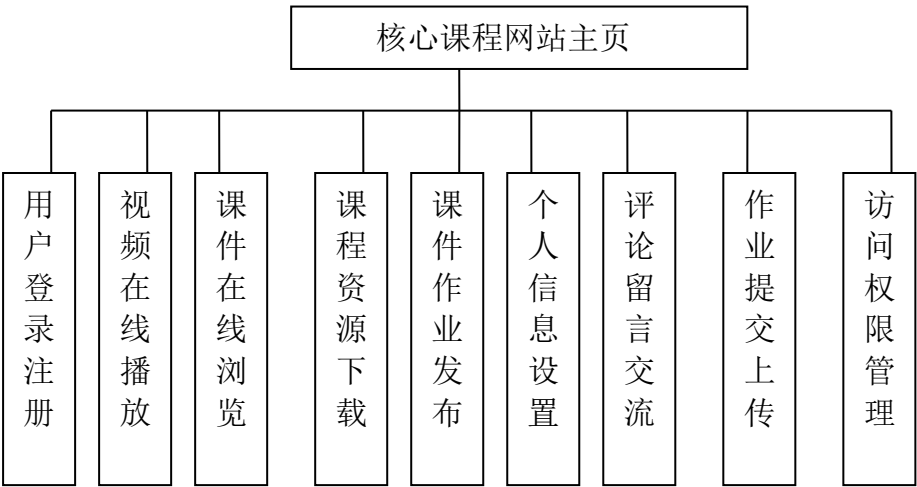 核心课程网站主页
用户登录注册
视频在线播放
课件在线浏览
课程资源下载
课件作业发布
个人信息设置
评论留言交流
作业提交上传
访问权限管理